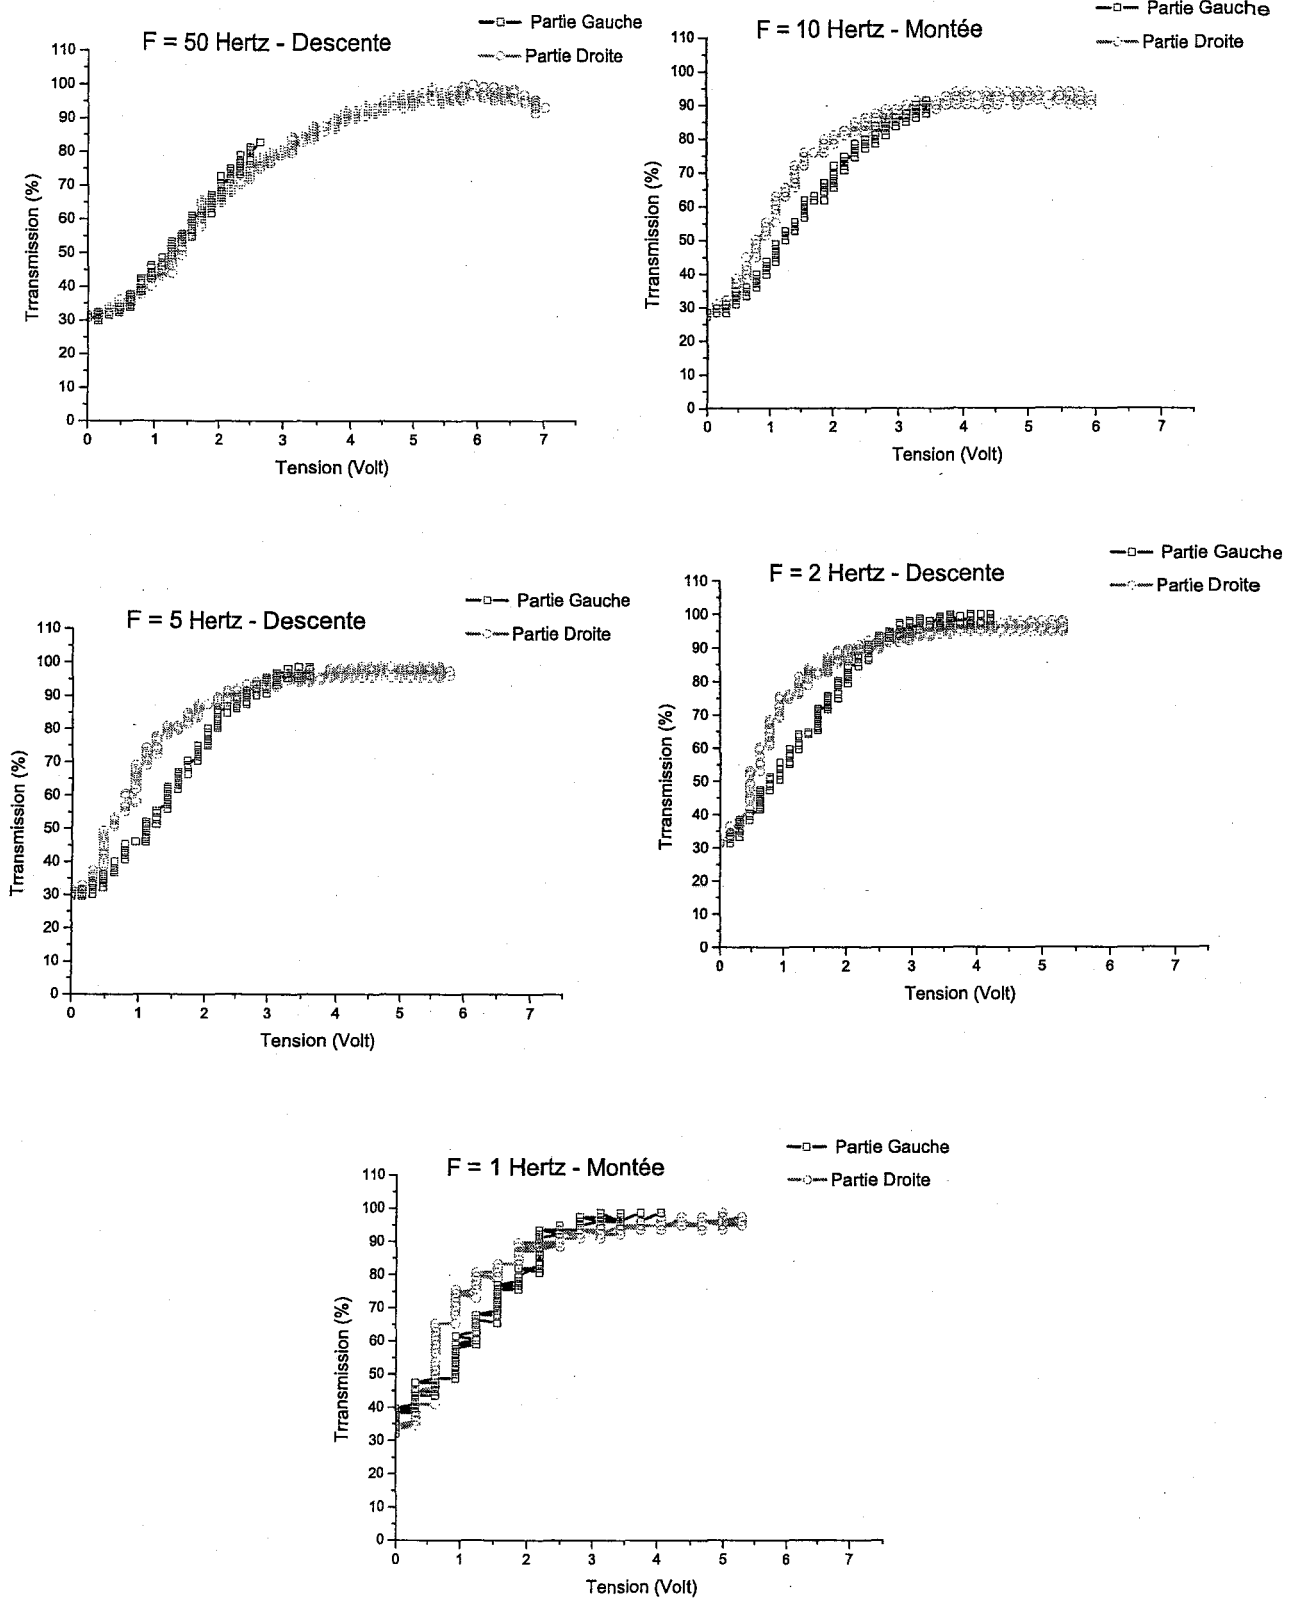 F = 50 Hertz - Descente
Partie Gauche
Partie Droite
110
100
90
80
70
60
50
40
30
20
10
0
Trransmission (%)
0 1 2 3 4 5 6 7
Tension (Volt)
F = 10 Hertz - Montée
Partie Gauche
Partie Droite
110
100
90
80
70
60
50
40
30
20
10
0
Trransmission (%)
0 1 2 3 4 5 6 7
Tension (Volt)
F = 5 Hertz - Descente
Partie Gauche
Partie Droite
110
100
90
80
70
60
50
40
30
20
10
0
Trransmission (%)
0 1 2 3 4 5 6 7
Tension (Volt)
F = 2 Hertz - Descente
Partie Gauche
Partie Droite
110
100
90
80
70
60
50
40
30
20
10
0
Trransmission (%)
0 1 2 3 4 5 6 7
Tension (Volt)
F = 1 Hertz - Montée
Partie Gauche
Partie Droite
110
100
90
80
70
60
50
40
30
20
10
0
Trransmission (%)
0 1 2 3 4 5 6 7
Tension (Volt)